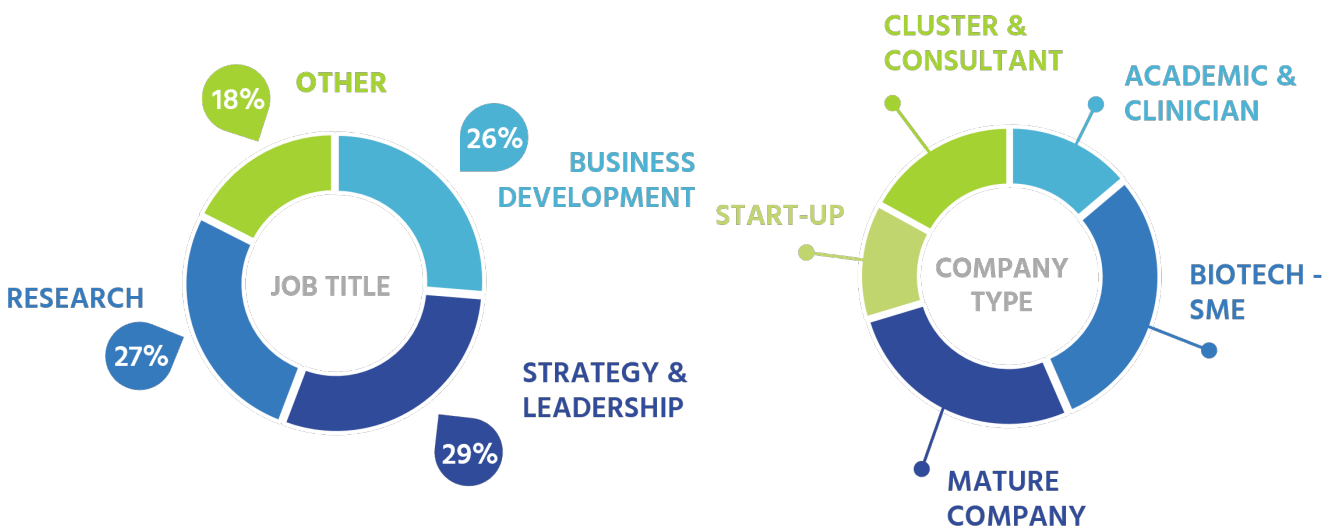 OTHER
18%
26%
BUSINESS
DEVELOPMENT
JOB TITLE
RESEARCH
27%
STRATEGY &
LEADERSHIP
29%
CLUSTER &
CONSULTANT
ACADEMIC &
CLINICIAN
START-UP
COMPANY
TYPE
BIOTECH -
SME
MATURE
COMPANY